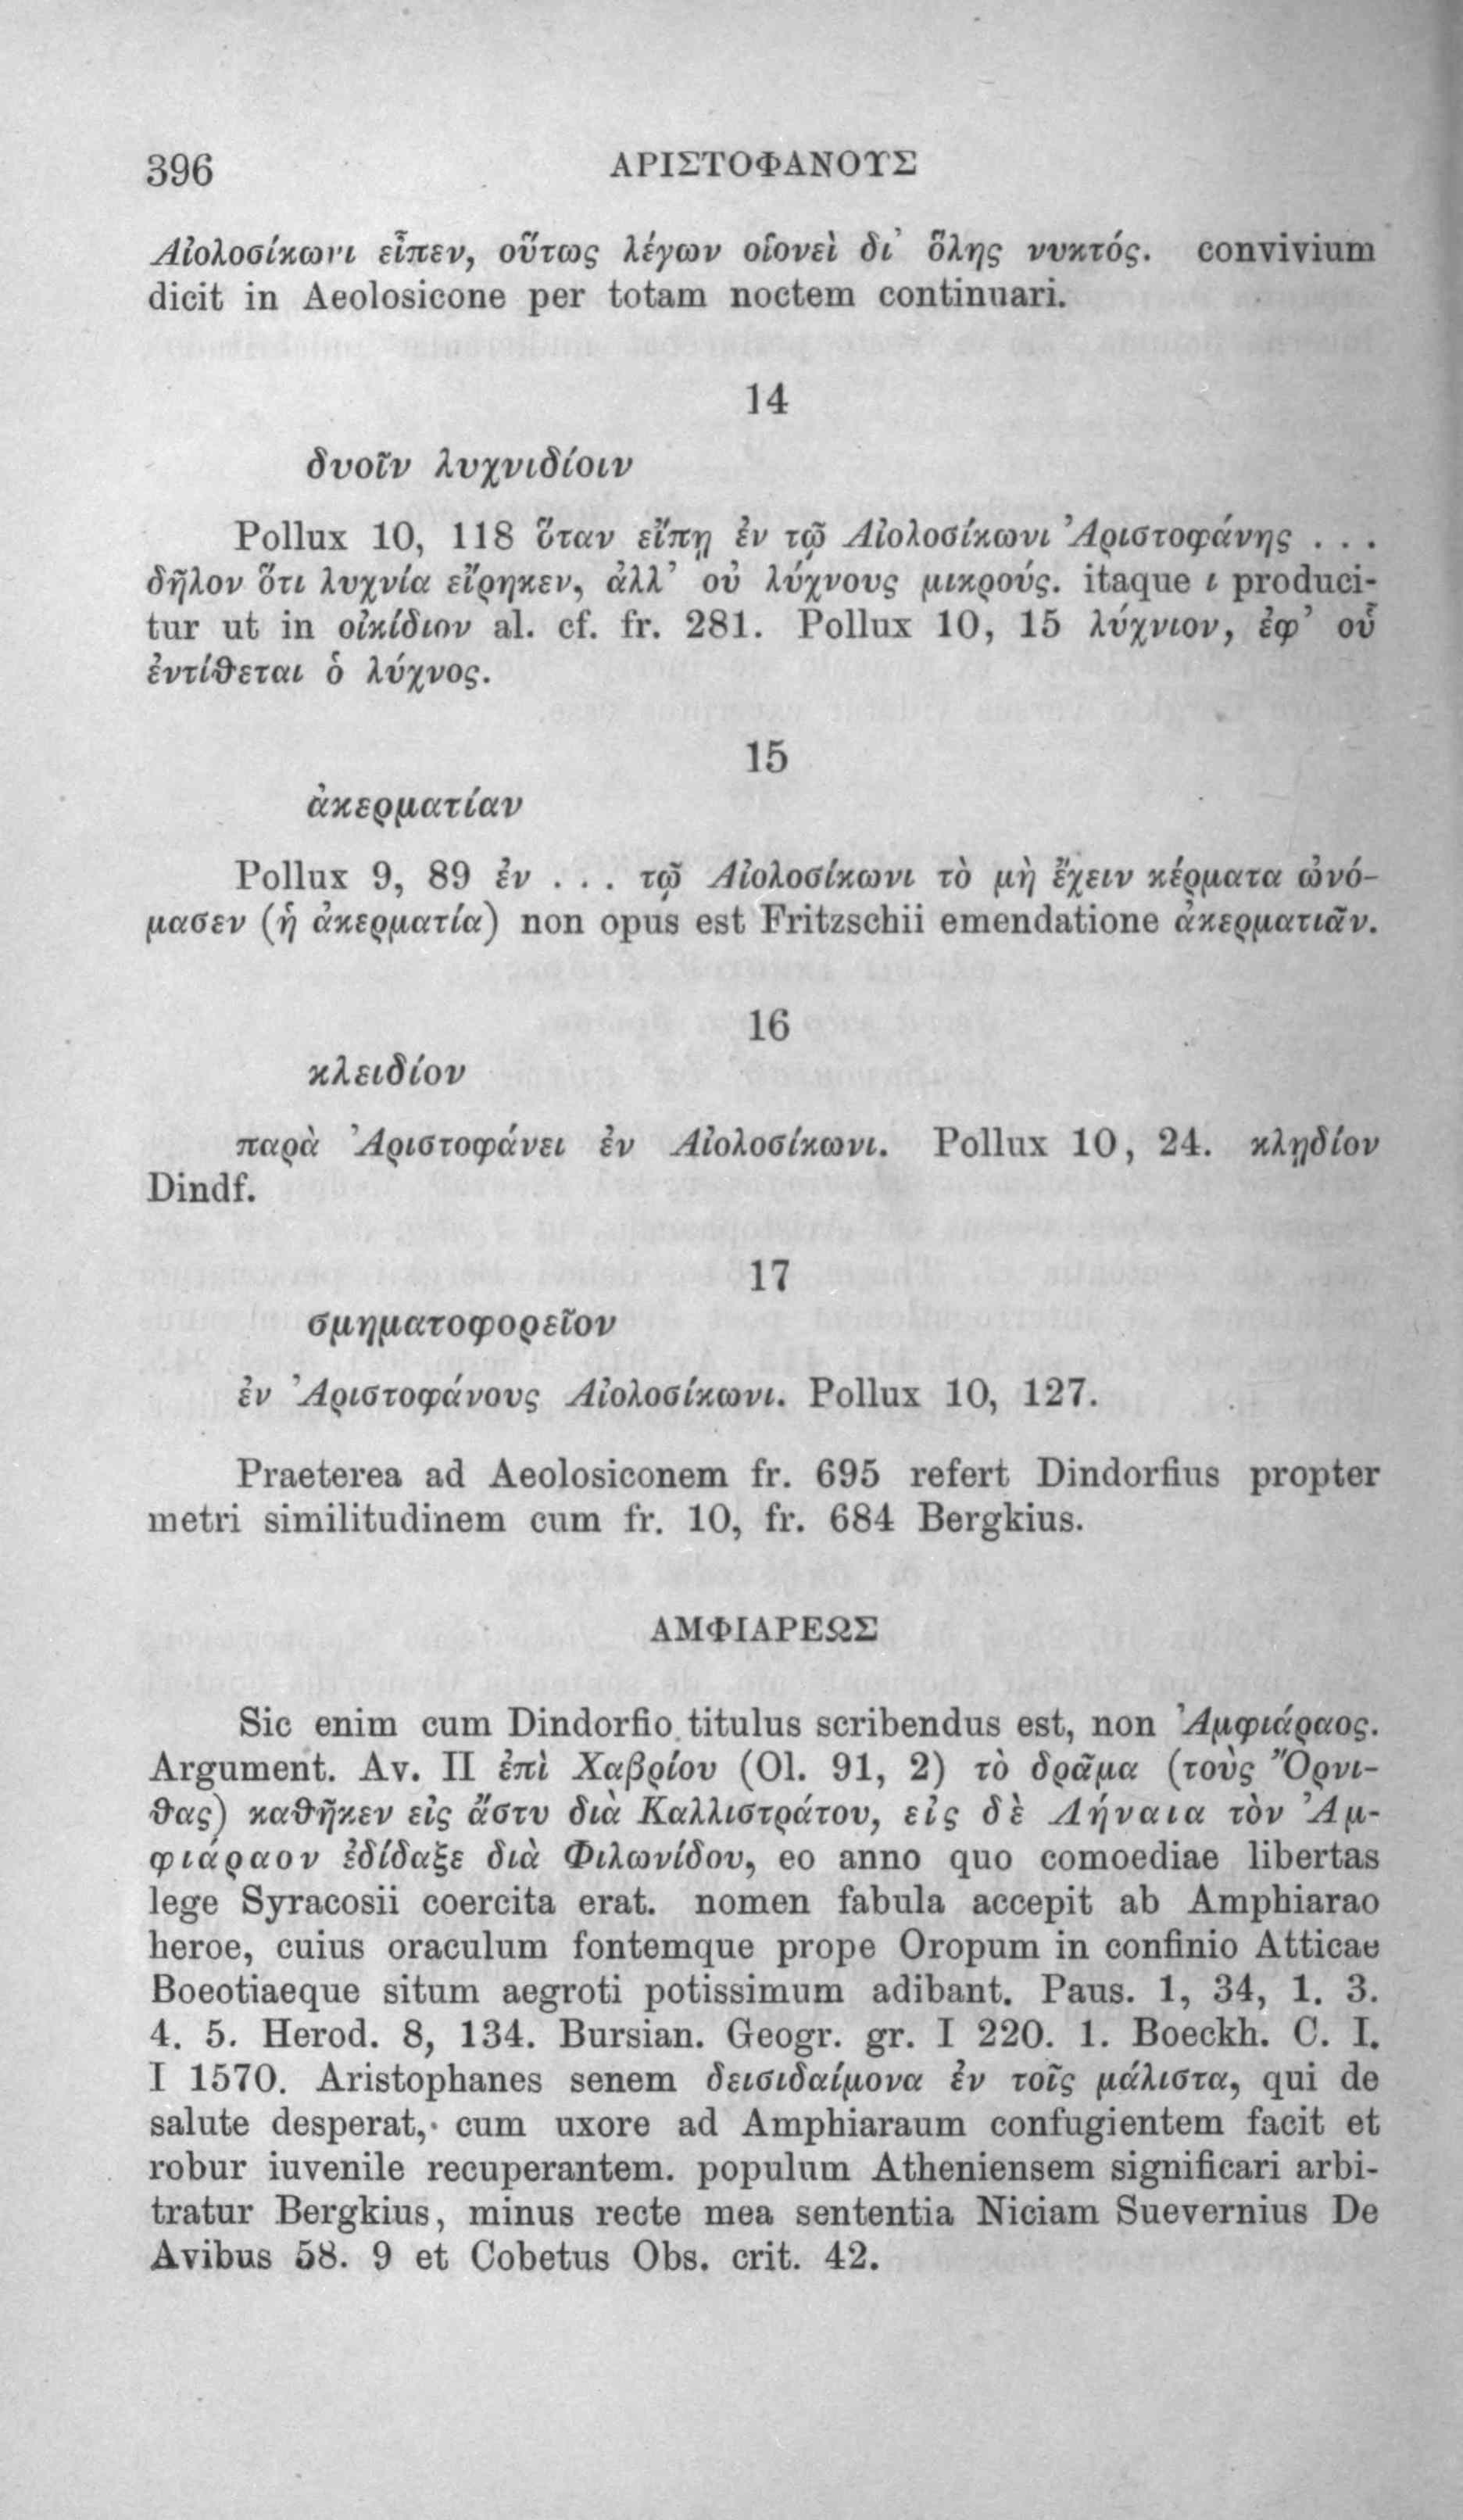 396
ΑΡΙΣΤΟΦΑΝΟΥΣ
Αἰολοσίκωνι εἶπεν, οὕτως λέγων οἱονεὶ δι' ὅλης νυκτός. convivium
dicit in Aeolosicone per totam noctem continuari.
14
δυοῖν λυχνιδίοιν
Pollux 10, 118 ὅταν εἴπῃ ἐν τῷ Αἰολοσίκωνι Ἀριστοφάνης . . .
δῆλον ὅτι λυχνία εἴρηκεν, ἀλλ' οὐ λύχνους μικρούς. itaque ι produci-
tur ut in οἰκίδιον al. cf. fr. 281. Pollux 10, 15 λύχνιον, ἐφ' οὗ
ἐντίθεται ὁ λύχνος.
15
ἀκερματίαν
Pollux 9, 89 ἐν . . . τῷ Αἰολοσίκωνι τὸ μὴ ἔχειν κέρματα ὠνό-
μασεν (ἡ ἀκερματία) non opus est Fritzschii emendatione ἀκερματιᾶν.
16
κλειδίον
παρὰ Ἀριστοφάνει ἐν Αἰολοσίκωνι. Pollux 10, 24. κλῃδίον
Dindf.
17
σμηματοφορεῖον
ἐν Ἀριστοφάνους Αἰολοσίκωνι. Pollux 10, 127.
Praeterea ad Aeolosiconem fr. 695 refert Dindorfius propter
metri similitudinem cum fr. 10, fr. 684 Bergkius.
ΑΜΦΙΑΡΕΩΣ
Sic enim cum Dindorfio titulus scribendus est, non Ἀμφιάραος.
Argument. Av. II ἐπὶ Χαβρίου (Ol. 91, 2) τὸ δρᾶμα (τοὺς Ὄρνι-
θας) καθῆκεν εἰς ἄστυ διὰ Καλλιστράτου, εἰς δὲ Λήναια τὸν Ἀμ-
φιάραον ἐδίδαξε διὰ Φιλωνίδου, eo anno quo comoediae libertas
lege Syracosii coercita erat. nomen fabula accepit ab Amphiarao
heroe, cuius oraculum fontemque prope Oropum in confinio Atticae
Boeotiaeque situm aegroti potissimum adibant. Paus. 1, 34, 1. 3.
4. 5. Herod. 8, 134. Bursian. Geogr. gr. I 220. 1. Boeckh. C. I.
I 1570. Aristophanes senem δεισιδαίμονα ἐν τοῖς μάλιστα, qui de
salute desperat, cum uxore ad Amphiaraum confugientem facit et
robur iuvenile recuperantem. populum Atheniensem significari arbi-
tratur Bergkius, minus recte mea sententia Niciam Suevernius De
Avibus 58. 9 et Cobetus Obs. crit. 42.